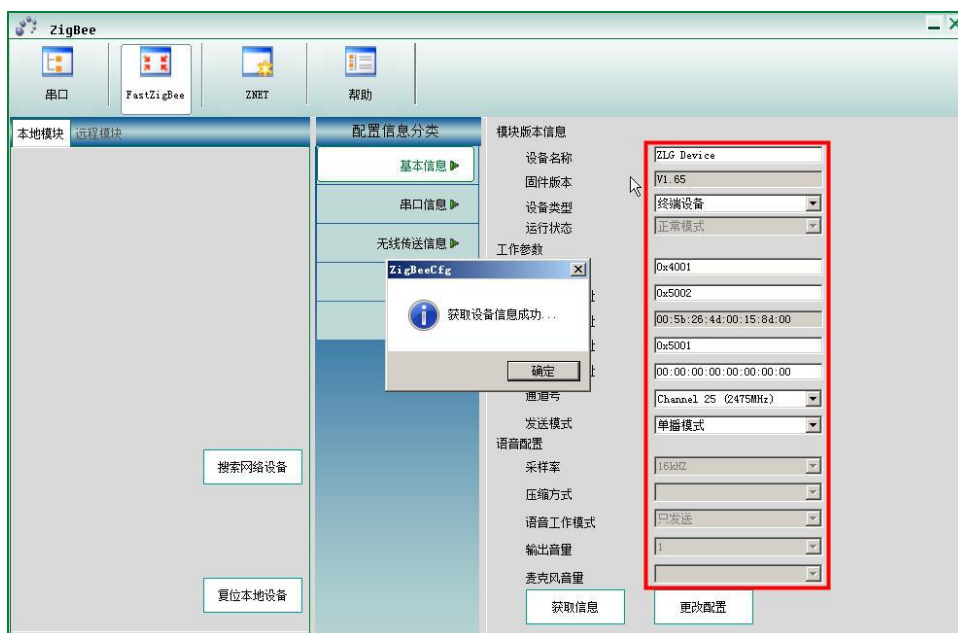 ZigBee
串口
FastZigBee
ZNET
帮助
本地模块 远程模块
搜索网络设备
复位本地设备
配置信息分类
基本信息
串口信息
无线传送信息
模块版本信息
设备名称 ZLG Device
固件版本 V1.65
设备类型 终端设备
运行状态 正常模式
工作参数
0x4001
址 0x5002
址 00:5b:26:4d:00:15:8d:00
址 0x5001
址 00:00:00:00:00:00:00:00
通道号 Channel 25 (2475MHz)
发送模式 单播模式
语音配置
采样率 16kHZ
压缩方式
语音工作模式 只发送
输出音量 1
麦克风音量
获取信息 更改配置
ZigBeeCfg
获取设备信息成功...
确定